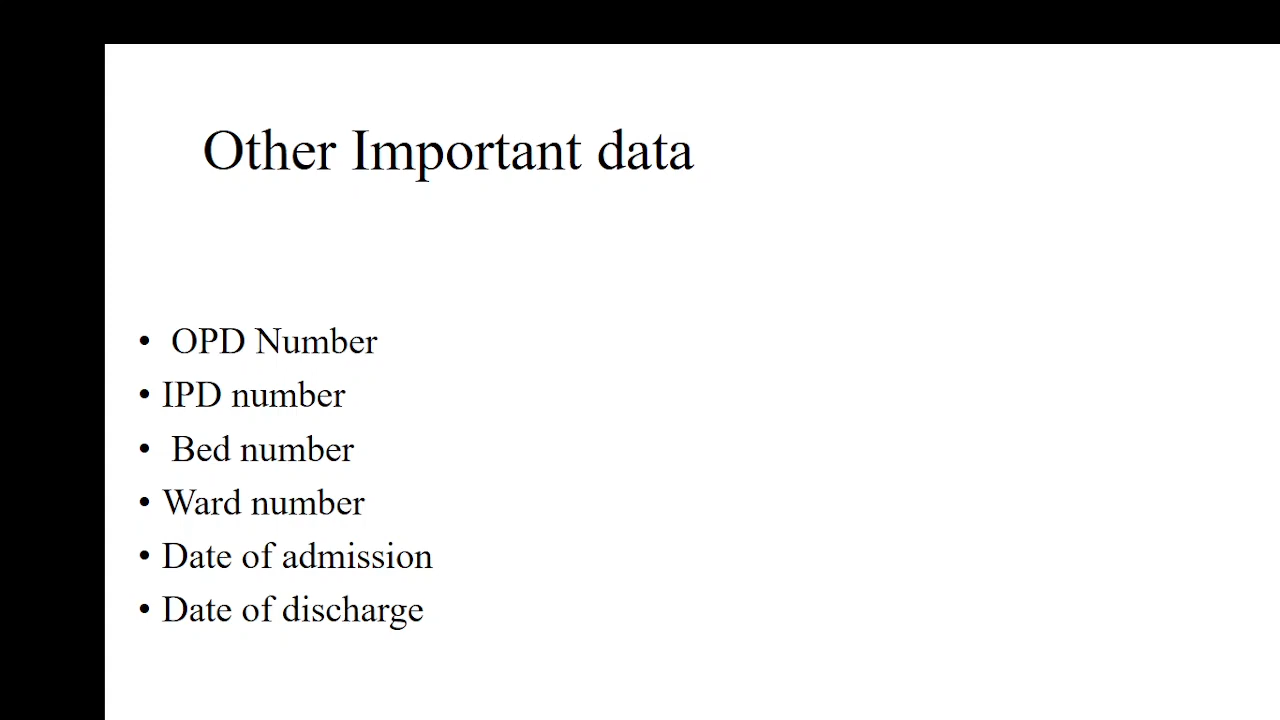 Other Important data
• OPD Number
• IPD number
• Bed number
• Ward number
• Date of admission
• Date of discharge